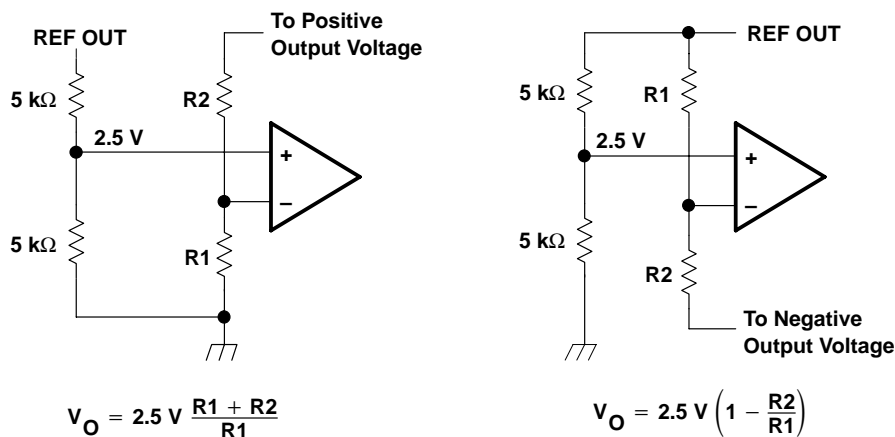 REF OUT
5 kΩ
5 kΩ
2.5 V
To Positive
Output Voltage
R2
R1
+
−
V_O = 2.5 V (R1 + R2)/R1
REF OUT
5 kΩ
5 kΩ
2.5 V
R1
R2
+
−
To Negative
Output Voltage
V_O = 2.5 V (1 − R2/R1)